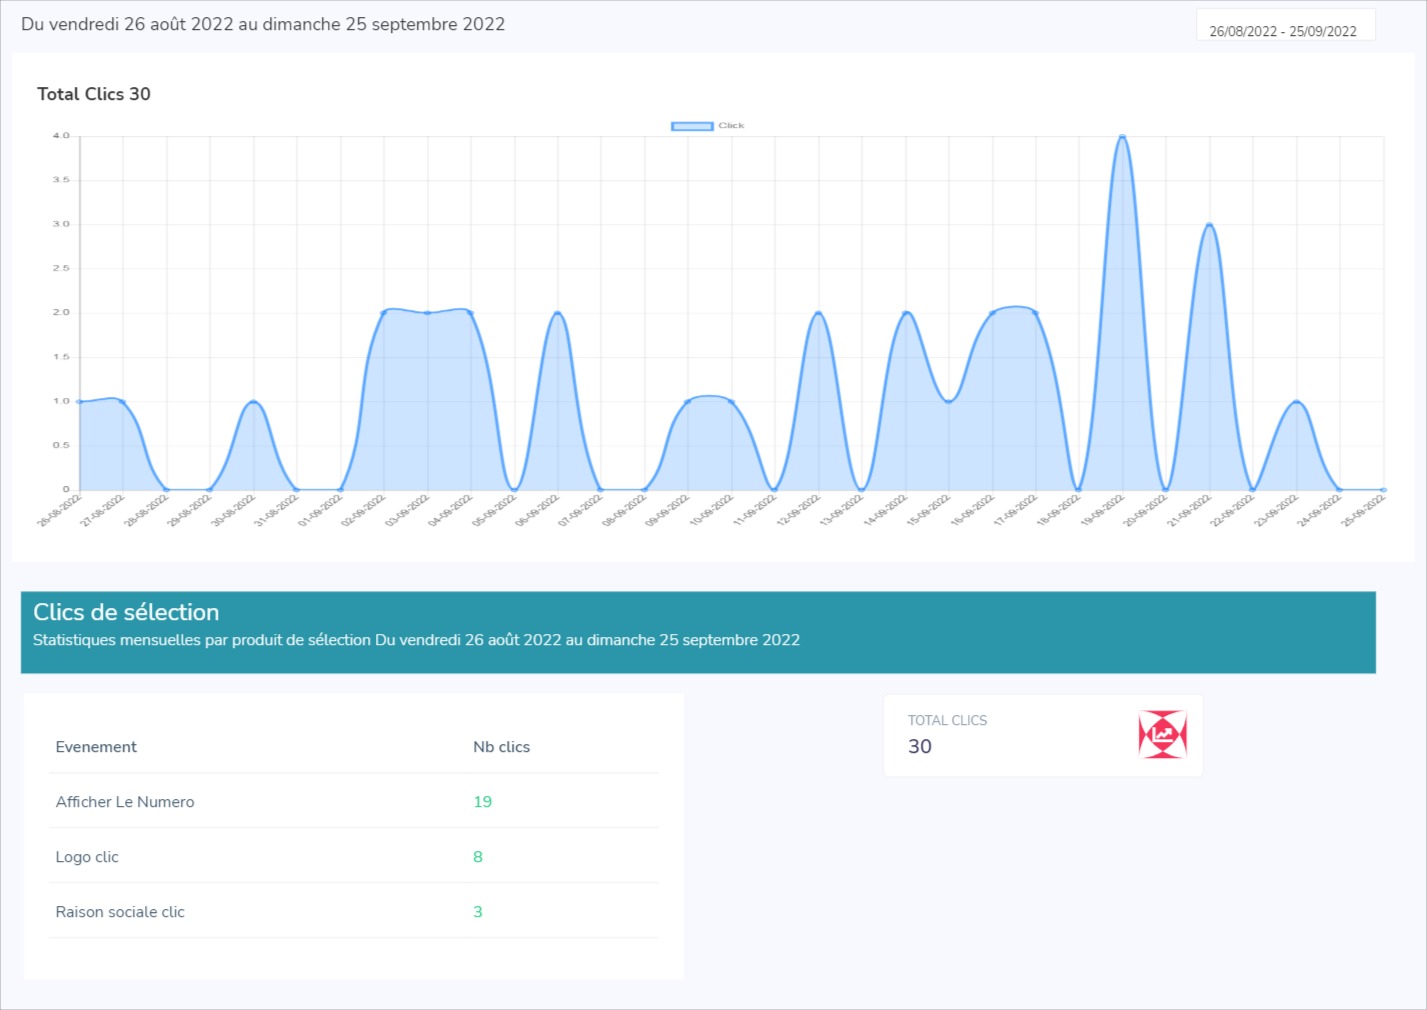 Du vendredi 26 août 2022 au dimanche 25 septembre 2022
26/08/2022 - 25/09/2022
Total Clics 30
Click
4.0
3.5
3.0
2.5
2.0
1.5
1.0
0.5
0
26-08-2022 27-08-2022 28-08-2022 29-08-2022 30-08-2022 31-08-2022 01-09-2022 02-09-2022 03-09-2022 04-09-2022 05-09-2022 06-09-2022 07-09-2022 08-09-2022 09-09-2022 10-09-2022 11-09-2022 12-09-2022 13-09-2022 14-09-2022 15-09-2022 16-09-2022 17-09-2022 18-09-2022 19-09-2022 20-09-2022 21-09-2022 22-09-2022 23-09-2022 24-09-2022 25-09-2022
Clics de sélection
Statistiques mensuelles par produit de sélection Du vendredi 26 août 2022 au dimanche 25 septembre 2022
Evenement Nb clics
Afficher Le Numero 19
Logo clic 8
Raison sociale clic 3
TOTAL CLICS
30